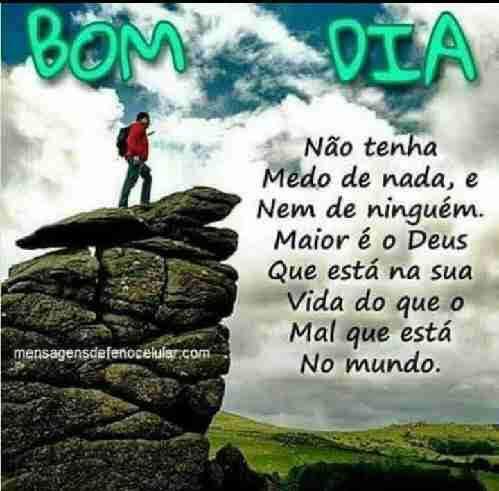 BOM DIA
Não tenha
Medo de nada, e
Nem de ninguém.
Maior é o Deus
Que está na sua
Vida do que o
Mal que está
No mundo.
mensagensdefenocelular.com